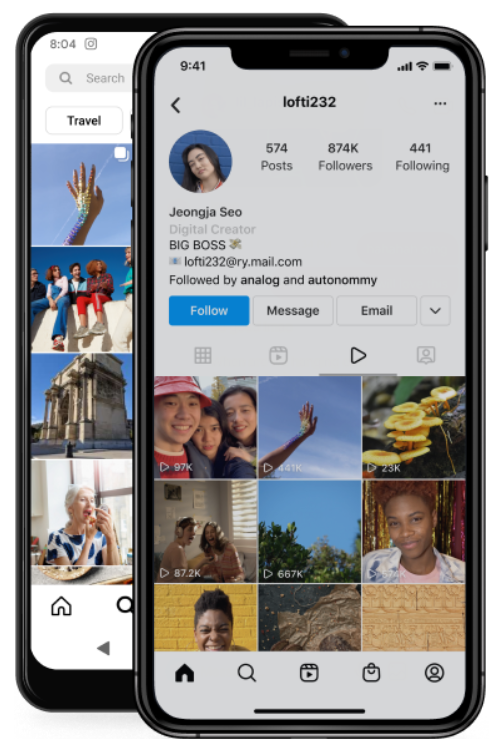 8:04
Search
Travel
9:41
lofti232
574 874K 441
Posts Followers Following
Jeongja Seo
Digital Creator
BIG BOSS 💸
📧 lofti232@ry.mail.com
Followed by analog and autonommy
Follow Message Email
97K 441K 23K
87.2K 667K